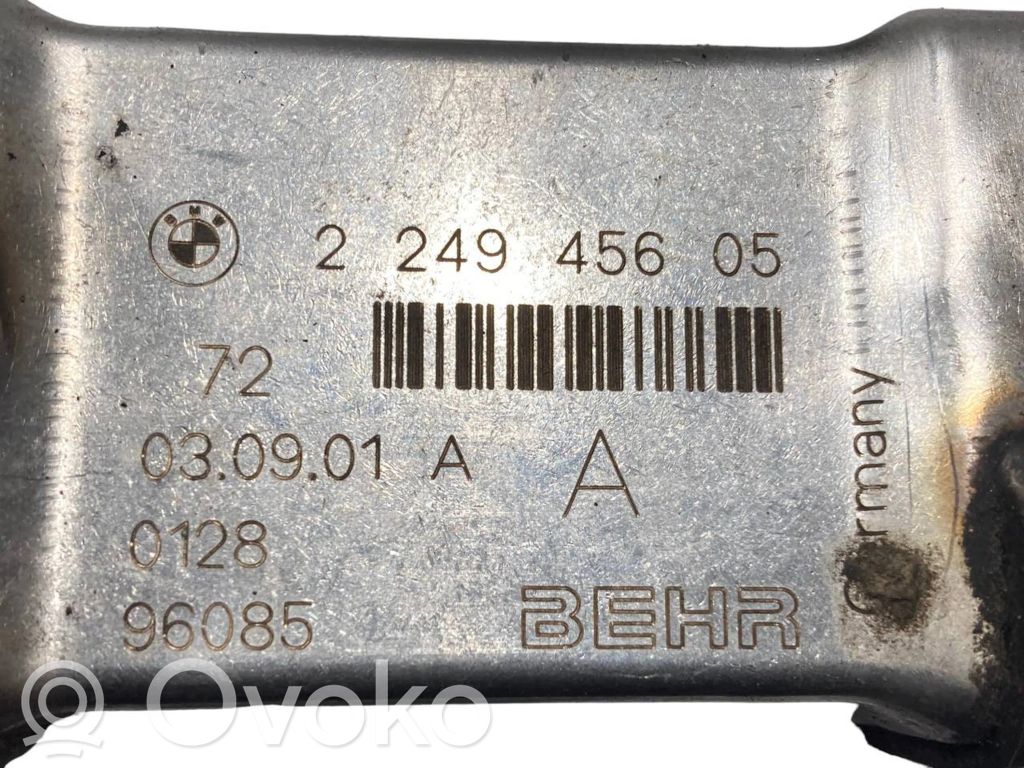 BMW
2 249 456 05
72
03.09.01 A A
0128
96085
BEHR
Germany
Ovoko